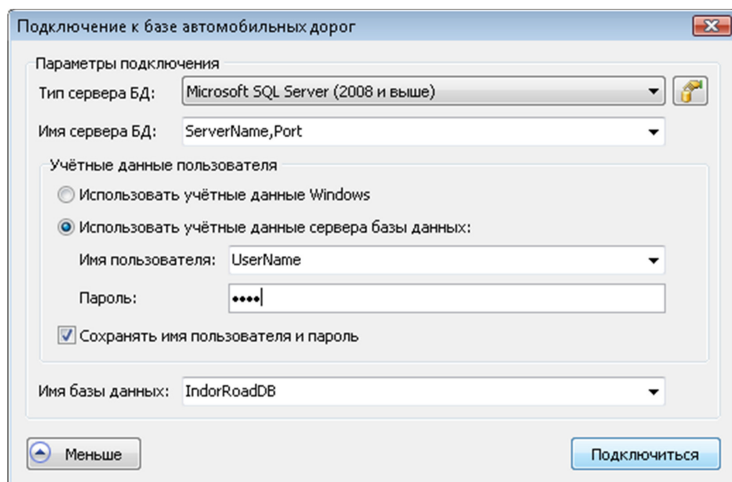 Подключение к базе автомобильных дорог
Параметры подключения
Тип сервера БД: Microsoft SQL Server (2008 и выше)
Имя сервера БД: ServerName,Port
Учётные данные пользователя
Использовать учётные данные Windows
Использовать учётные данные сервера базы данных:
Имя пользователя: UserName
Пароль: ••••
Сохранять имя пользователя и пароль
Имя базы данных: IndorRoadDB
Меньше Подключиться